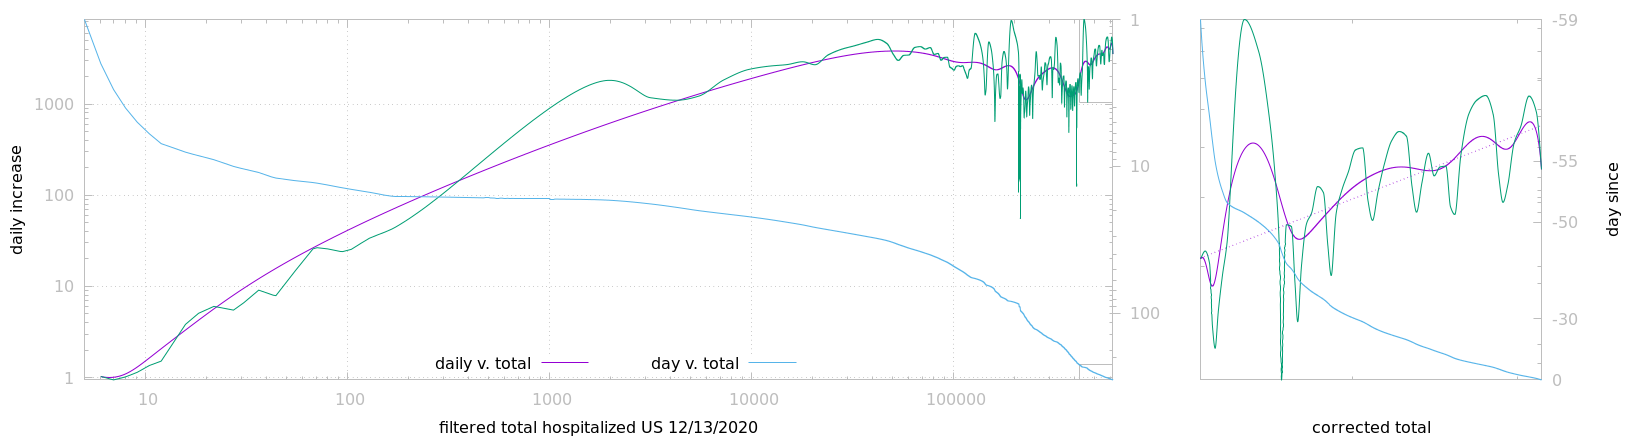 daily increase
1000
100
10
1
daily v. total
day v. total
10
100
1000
10000
100000
filtered total hospitalized US 12/13/2020
1
10
100
-59
-55
-50
-30
0
day since
corrected total